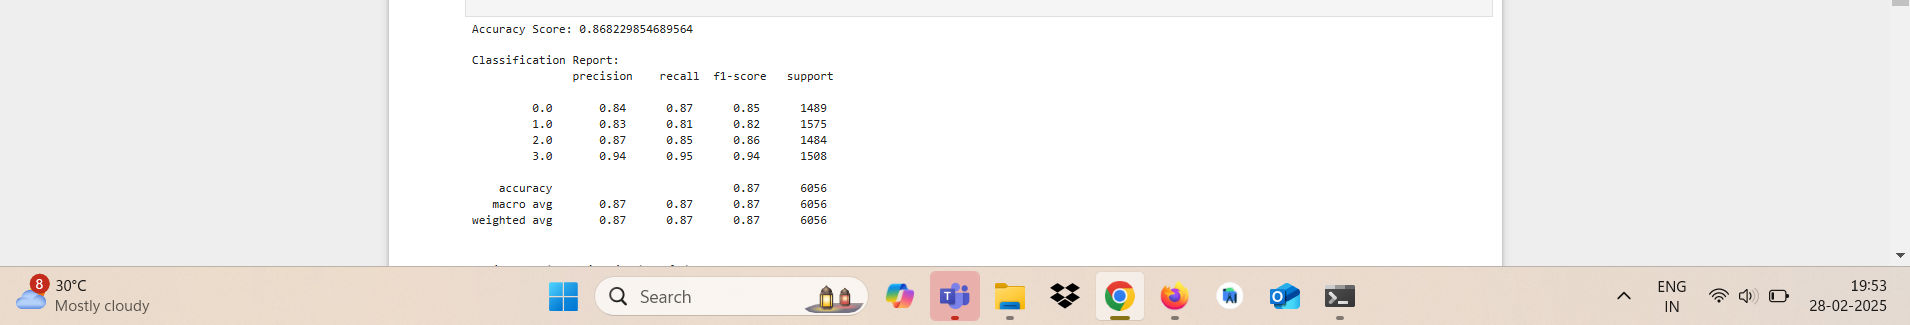 Accuracy Score: 0.868229854689564
Classification Report:
precision recall f1-score support
0.0 0.84 0.87 0.85 1489
1.0 0.83 0.81 0.82 1575
2.0 0.87 0.85 0.86 1484
3.0 0.94 0.95 0.94 1508
accuracy 0.87 6056
macro avg 0.87 0.87 0.87 6056
weighted avg 0.87 0.87 0.87 6056
8
30°C
Mostly cloudy
Search
ENG
IN
19:53
28-02-2025